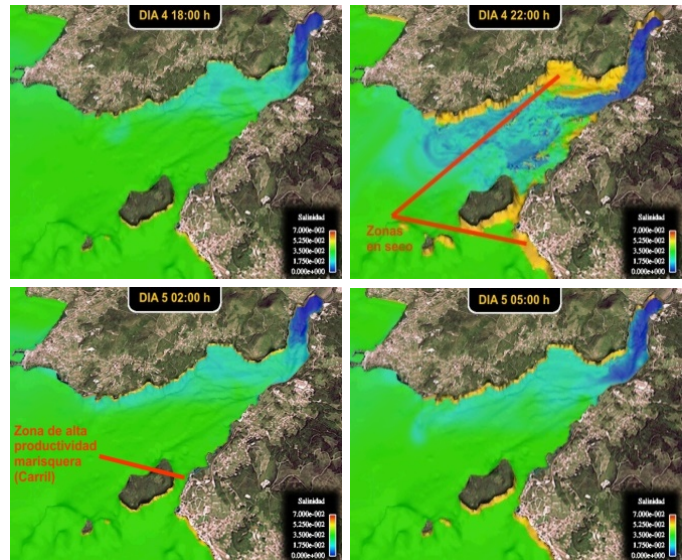 DIA 4 18:00 h
Salinidad
7.000e-002
5.250e-002
3.500e-002
1.750e-002
0.000e+000
DIA 4 22:00 h
Zonas
en seco
Salinidad
7.000e-002
5.250e-002
3.500e-002
1.750e-002
0.000e+000
DIA 5 02:00 h
Zona de alta
productividad
marisquera
(Carril)
Salinidad
7.000e-002
5.250e-002
3.500e-002
1.750e-002
0.000e+000
DIA 5 05:00 h
Salinidad
7.000e-002
5.250e-002
3.500e-002
1.750e-002
0.000e+000